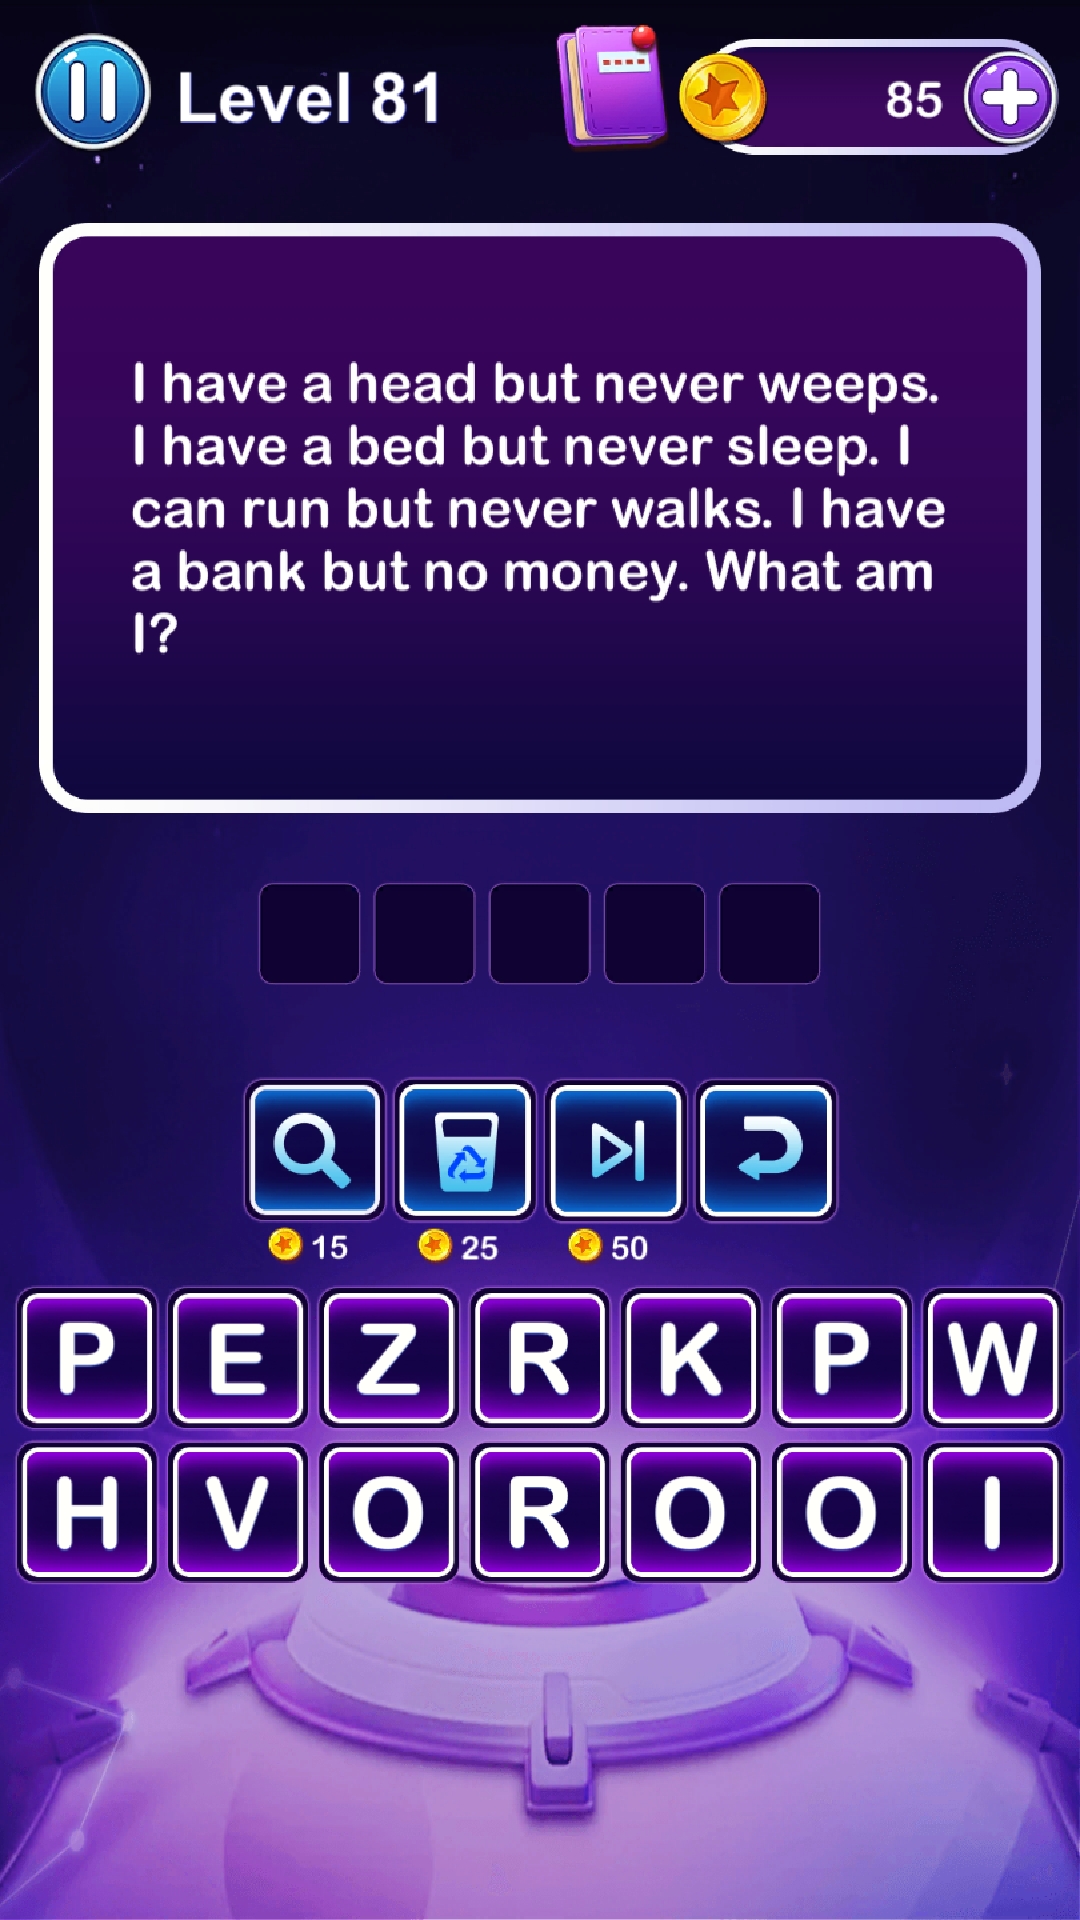 Level 81
85
I have a head but never weeps.
I have a bed but never sleep. I
can run but never walks. I have
a bank but no money. What am
I?
15 25 50
P E Z R K P W
H V O R O O I